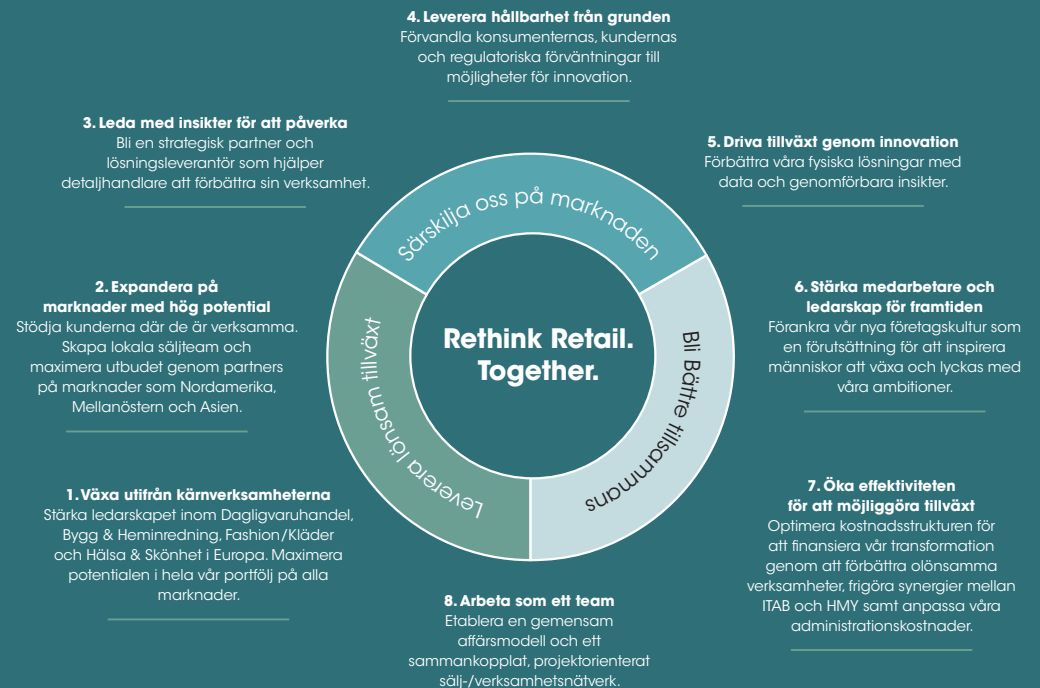 4. Leverera hållbarhet från grunden
Förvandla konsumenternas, kundernas
och regulatoriska förväntningar till
möjligheter för innovation.
3. Leda med insikter för att påverka
Bli en strategisk partner och
lösningsleverantör som hjälper
detaljhandlare att förbättra sin verksamhet.
5. Driva tillväxt genom innovation
Förbättra våra fysiska lösningar med
data och genomförbara insikter.
Särskilja oss på marknaden
2. Expandera på
marknader med hög potential
Stödja kunderna där de är verksamma.
Skapa lokala säljteam och
maximera utbudet genom partners
på marknader som Nordamerika,
Mellanöstern och Asien.
Leverera lönsam tillväxt
Rethink Retail.
Together.
Bli Bättre tillsammans
6. Stärka medarbetare och
ledarskap för framtiden
Förankra vår nya företagskultur som
en förutsättning för att inspirera
människor att växa och lyckas med
våra ambitioner.
1. Växa utifrån kärnverksamheterna
Stärka ledarskapet inom Dagligvaruhandel,
Bygg & Heminredning, Fashion/Kläder
och Hälsa & Skönhet i Europa. Maximera
potentialen i hela vår portfölj på alla
marknader.
7. Öka effektiviteten
för att möjliggöra tillväxt
Optimera kostnadsstrukturen för
att finansiera vår transformation
genom att förbättra olönsamma
verksamheter, frigöra synergier mellan
ITAB och HMY samt anpassa våra
administrationskostnader.
8. Arbeta som ett team
Etablera en gemensam
affärsmodell och ett
sammankopplat, projektorienterat
sälj-/verksamhetsnätverk.